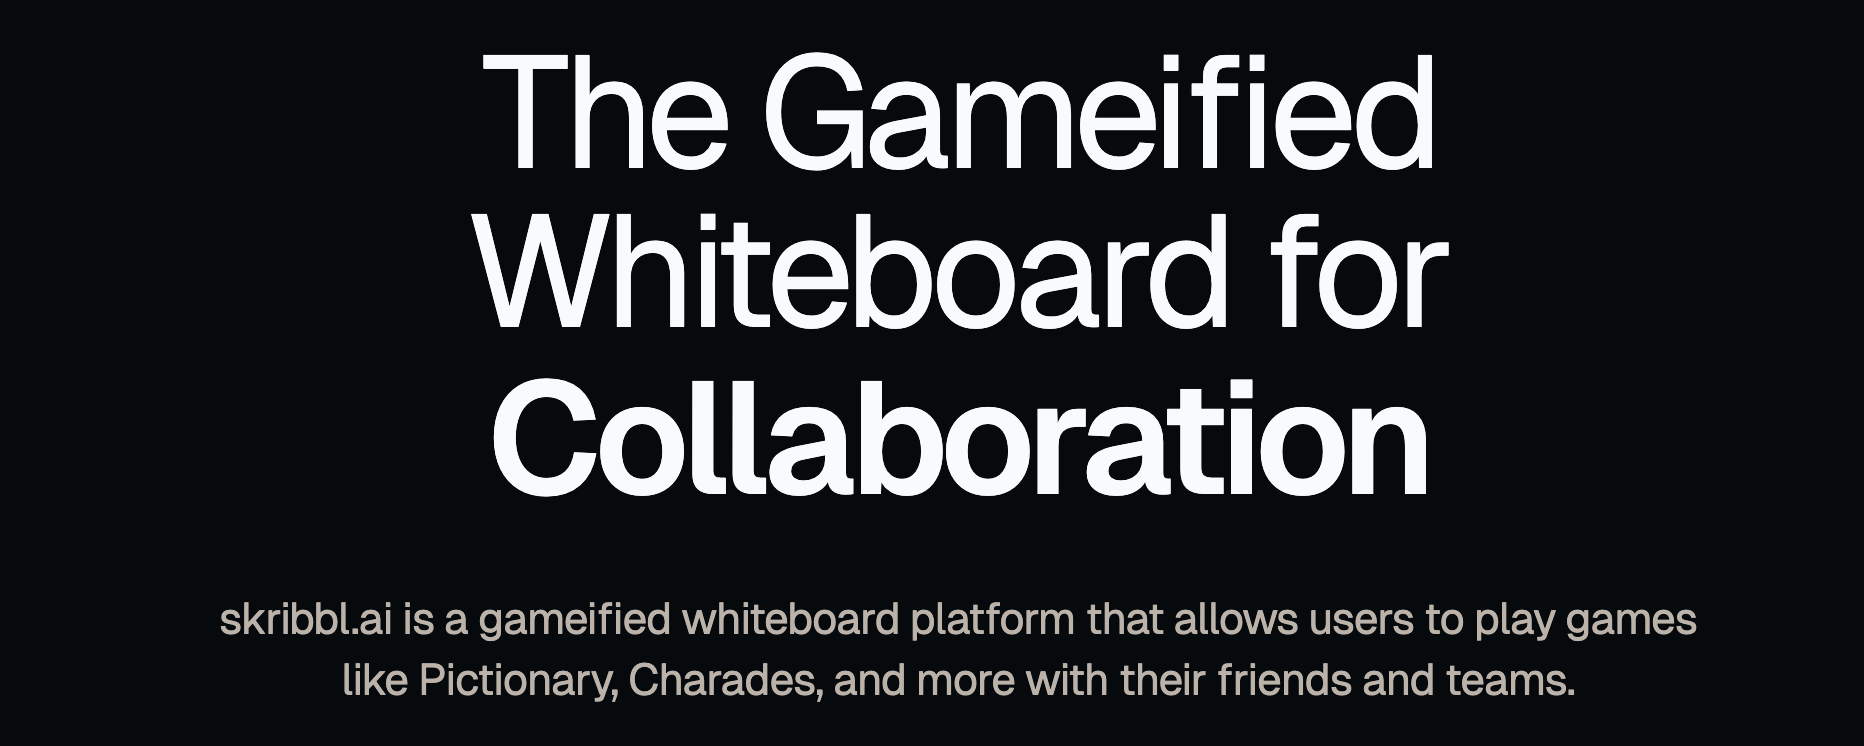 The Gameified
Whiteboard for
Collaboration
skribbl.ai is a gameified whiteboard platform that allows users to play games
like Pictionary, Charades, and more with their friends and teams.